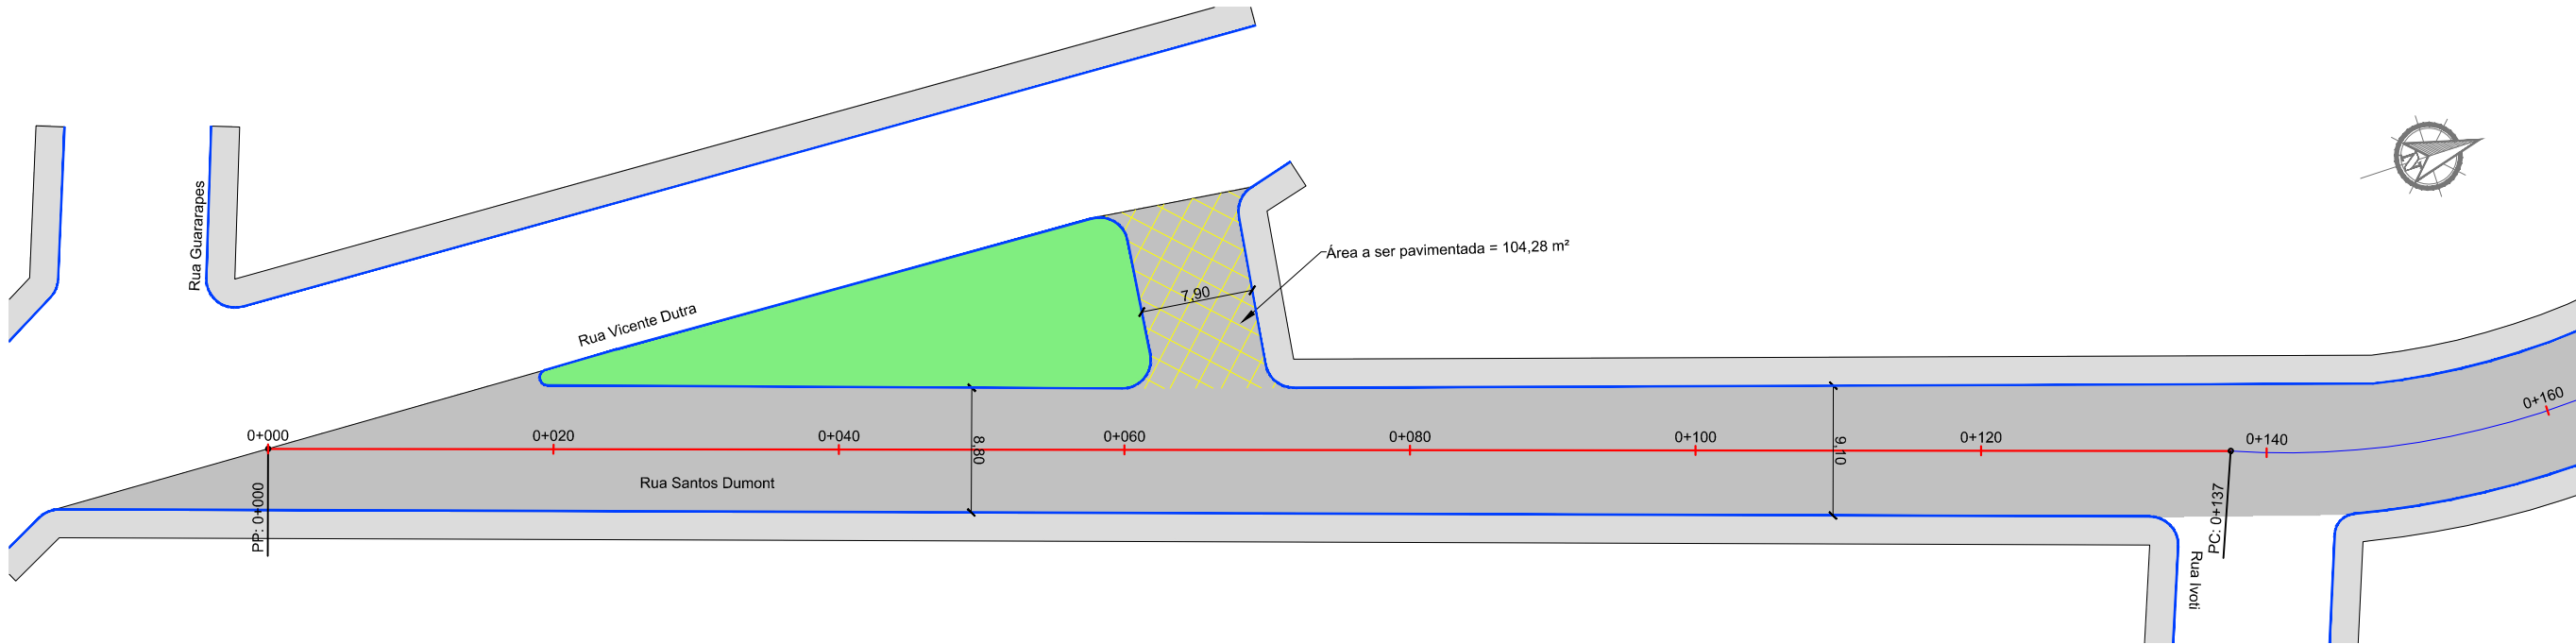 Rua Guararapes
Rua Vicente Dutra
7,90
Área a ser pavimentada = 104,28 m²
0+000
0+020
0+040
0+060
0+080
0+100
0+120
0+140
0+160
8,80
9,10
Rua Santos Dumont
PP: 0+000
PC: 0+137
Rua Ivoti
N